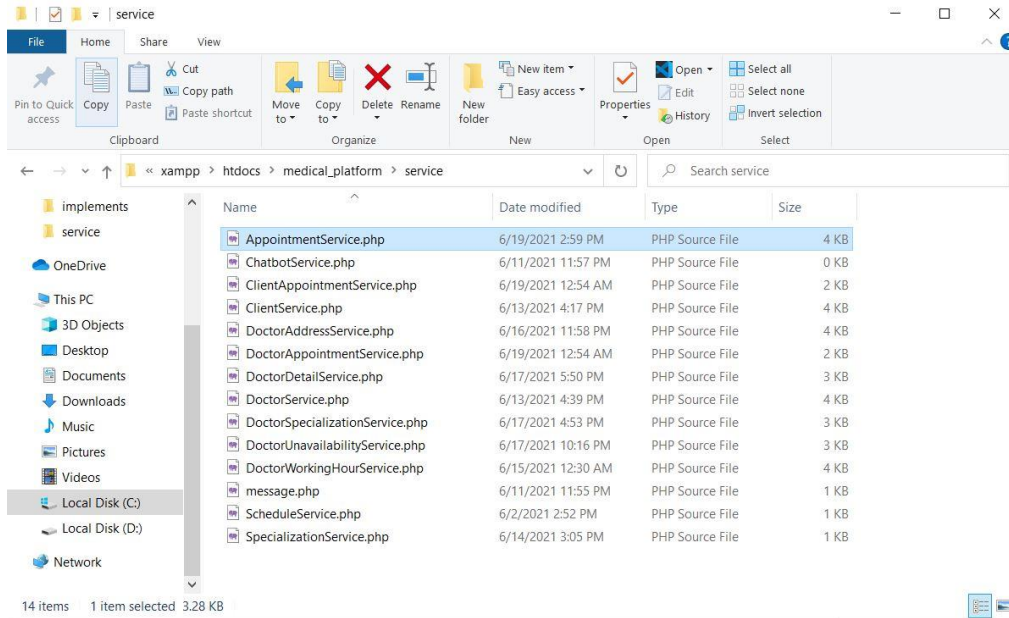 service
File Home Share View
Pin to Quick access
Copy
Paste
Cut
Copy path
Paste shortcut
Clipboard
Move to
Copy to
Delete
Rename
Organize
New folder
New item
Easy access
New
Properties
Open
Edit
History
Open
Select all
Select none
Invert selection
Select
« xampp > htdocs > medical_platform > service
Search service
implements
service
OneDrive
This PC
3D Objects
Desktop
Documents
Downloads
Music
Pictures
Videos
Local Disk (C:)
Local Disk (D:)
Network
Name Date modified Type Size
AppointmentService.php 6/19/2021 2:59 PM PHP Source File 4 KB
ChatbotService.php 6/11/2021 11:57 PM PHP Source File 0 KB
ClientAppointmentService.php 6/19/2021 12:54 AM PHP Source File 2 KB
ClientService.php 6/13/2021 4:17 PM PHP Source File 4 KB
DoctorAddressService.php 6/16/2021 11:58 PM PHP Source File 4 KB
DoctorAppointmentService.php 6/19/2021 12:54 AM PHP Source File 2 KB
DoctorDetailService.php 6/17/2021 5:50 PM PHP Source File 3 KB
DoctorService.php 6/13/2021 4:39 PM PHP Source File 4 KB
DoctorSpecializationService.php 6/17/2021 4:53 PM PHP Source File 3 KB
DoctorUnavailabilityService.php 6/17/2021 10:16 PM PHP Source File 3 KB
DoctorWorkingHourService.php 6/15/2021 12:30 AM PHP Source File 4 KB
message.php 6/11/2021 11:55 PM PHP Source File 1 KB
ScheduleService.php 6/2/2021 2:52 PM PHP Source File 1 KB
SpecializationService.php 6/14/2021 3:05 PM PHP Source File 1 KB
14 items 1 item selected 3.28 KB